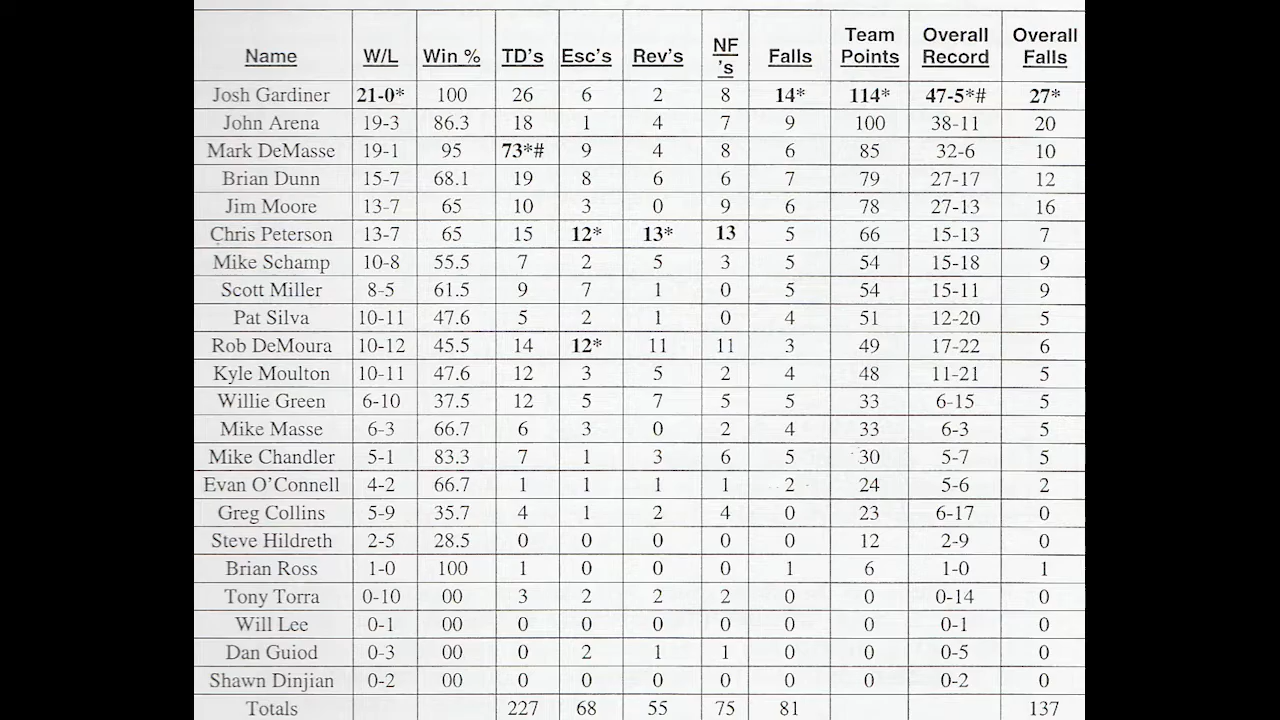 Name W/L Win % TD's Esc's Rev's NF 's Falls Team Points Overall Record Overall Falls
Josh Gardiner 21-0* 100 26 6 2 8 14* 114* 47-5*# 27*
John Arena 19-3 86.3 18 1 4 7 9 100 38-11 20
Mark DeMasse 19-1 95 73*# 9 4 8 6 85 32-6 10
Brian Dunn 15-7 68.1 19 8 6 6 7 79 27-17 12
Jim Moore 13-7 65 10 3 0 9 6 78 27-13 16
Chris Peterson 13-7 65 15 12* 13* 13 5 66 15-13 7
Mike Schamp 10-8 55.5 7 2 5 3 5 54 15-18 9
Scott Miller 8-5 61.5 9 7 1 0 5 54 15-11 9
Pat Silva 10-11 47.6 5 2 1 0 4 51 12-20 5
Rob DeMoura 10-12 45.5 14 12* 11 11 3 49 17-22 6
Kyle Moulton 10-11 47.6 12 3 5 2 4 48 11-21 5
Willie Green 6-10 37.5 12 5 7 5 5 33 6-15 5
Mike Masse 6-3 66.7 6 3 0 2 4 33 6-3 5
Mike Chandler 5-1 83.3 7 1 3 6 5 30 5-7 5
Evan O'Connell 4-2 66.7 1 1 1 1 2 24 5-6 2
Greg Collins 5-9 35.7 4 1 2 4 0 23 6-17 0
Steve Hildreth 2-5 28.5 0 0 0 0 0 12 2-9 0
Brian Ross 1-0 100 1 0 0 0 1 6 1-0 1
Tony Torra 0-10 00 3 2 2 2 0 0 0-14 0
Will Lee 0-1 00 0 0 0 0 0 0 0-1 0
Dan Guiod 0-3 00 0 2 1 1 0 0 0-5 0
Shawn Dinjian 0-2 00 0 0 0 0 0 0 0-2 0
Totals 227 68 55 75 81 137